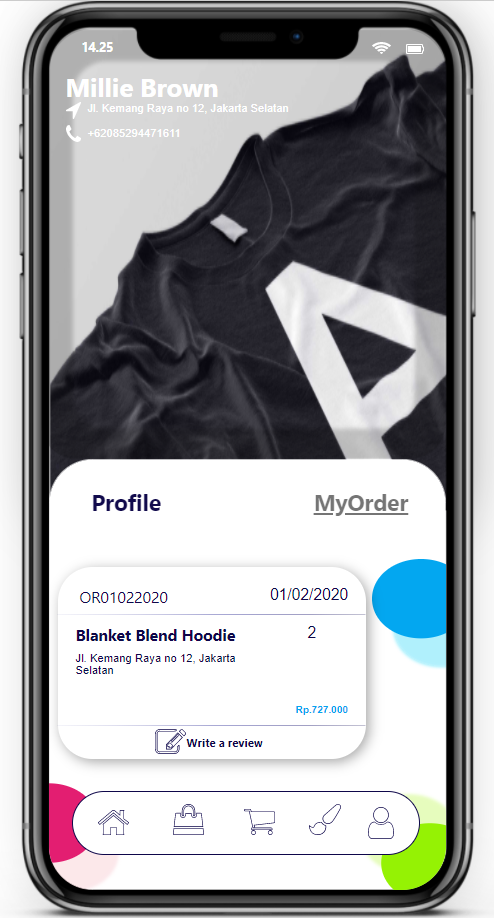 14.25
Millie Brown
Jl. Kemang Raya no 12, Jakarta Selatan
+62085294471611
A
Profile
MyOrder
OR01022020
01/02/2020
Blanket Blend Hoodie
2
Jl. Kemang Raya no 12, Jakarta
Selatan
Rp.727.000
Write a review